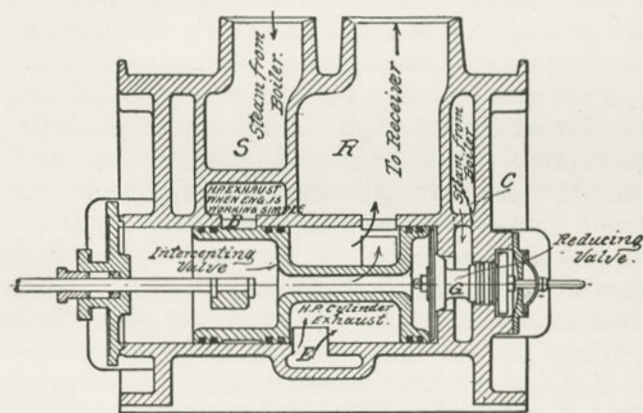 Steam from
Boiler.
S
R
To Receiver
Steam from
Boiler
C
H.P. EXHAUST
WHEN ENG. IS
WORKING SIMPLE
B
Intercepting
Valve
Reducing
Valve.
G
H.P. Cylinder
Exhaust.
E